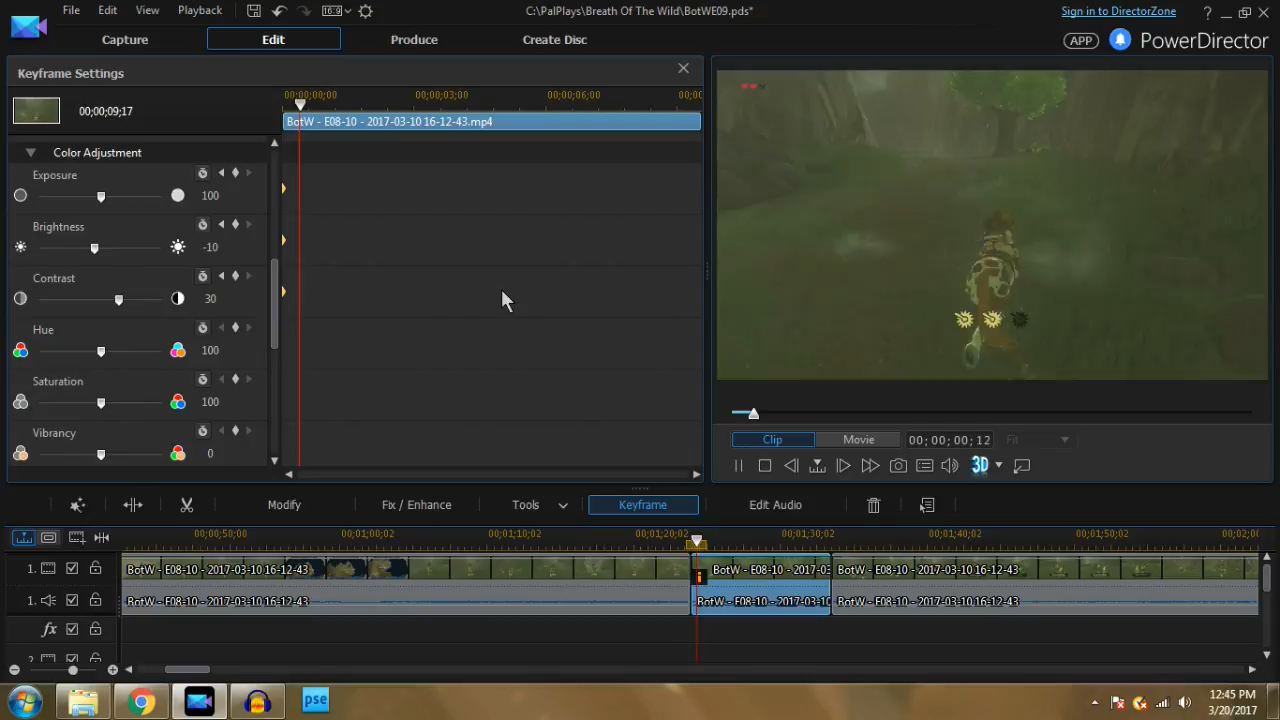 File Edit View Playback 16:9 C:\PalPlays\Breath Of The Wild\BotWE09.pds* Sign in to DirectorZone ?
Capture Edit Produce Create Disc APP PowerDirector
Keyframe Settings
00;00;09;17
00;00;00;00 00;00;03;00 00;00;06;00 00;0
BotW - E08-10 - 2017-03-10 16-12-43.mp4
Color Adjustment
Exposure
100
Brightness
-10
Contrast
30
Hue
100
Saturation
100
Vibrancy
0
Clip Movie 00; 00; 00; 12 Fit
3D
Modify Fix / Enhance Tools Keyframe Edit Audio
00;00;50;00 00;01;00;02 00;01;10;02 00;01;20;02 00;01;30;02 00;01;40;02 00;01;50;02 00;02;0
1. BotW - E08-10 - 2017-03-10 16-12-43 BotW - E08-10 - 2017-03 BotW - E08-10 - 2017-03-10 16-12-43
1. BotW - E08-10 - 2017-03-10 16-12-43 BotW - E08-10 - 2017-03-10 BotW - E08-10 - 2017-03-10 16-12-43
fx
2.
pse
12:45 PM
3/20/2017